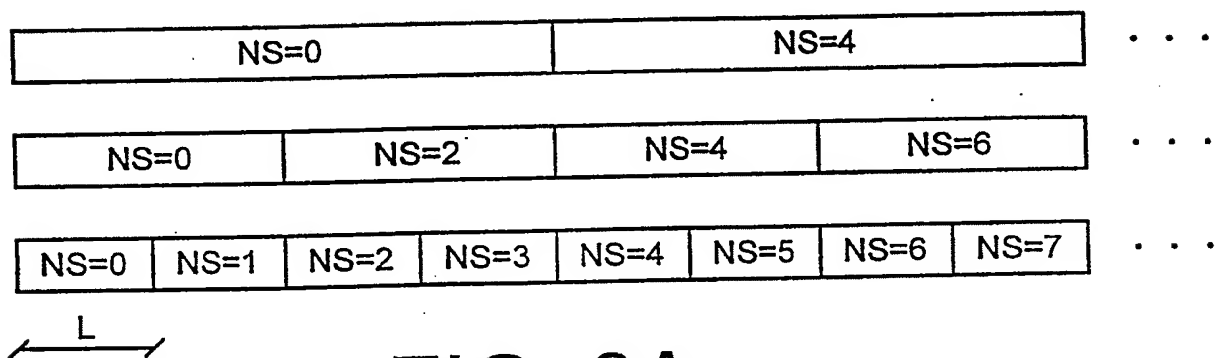 NS=0 NS=4 . . .
NS=0 NS=2 NS=4 NS=6 . . .
NS=0 NS=1 NS=2 NS=3 NS=4 NS=5 NS=6 NS=7 . . .
L